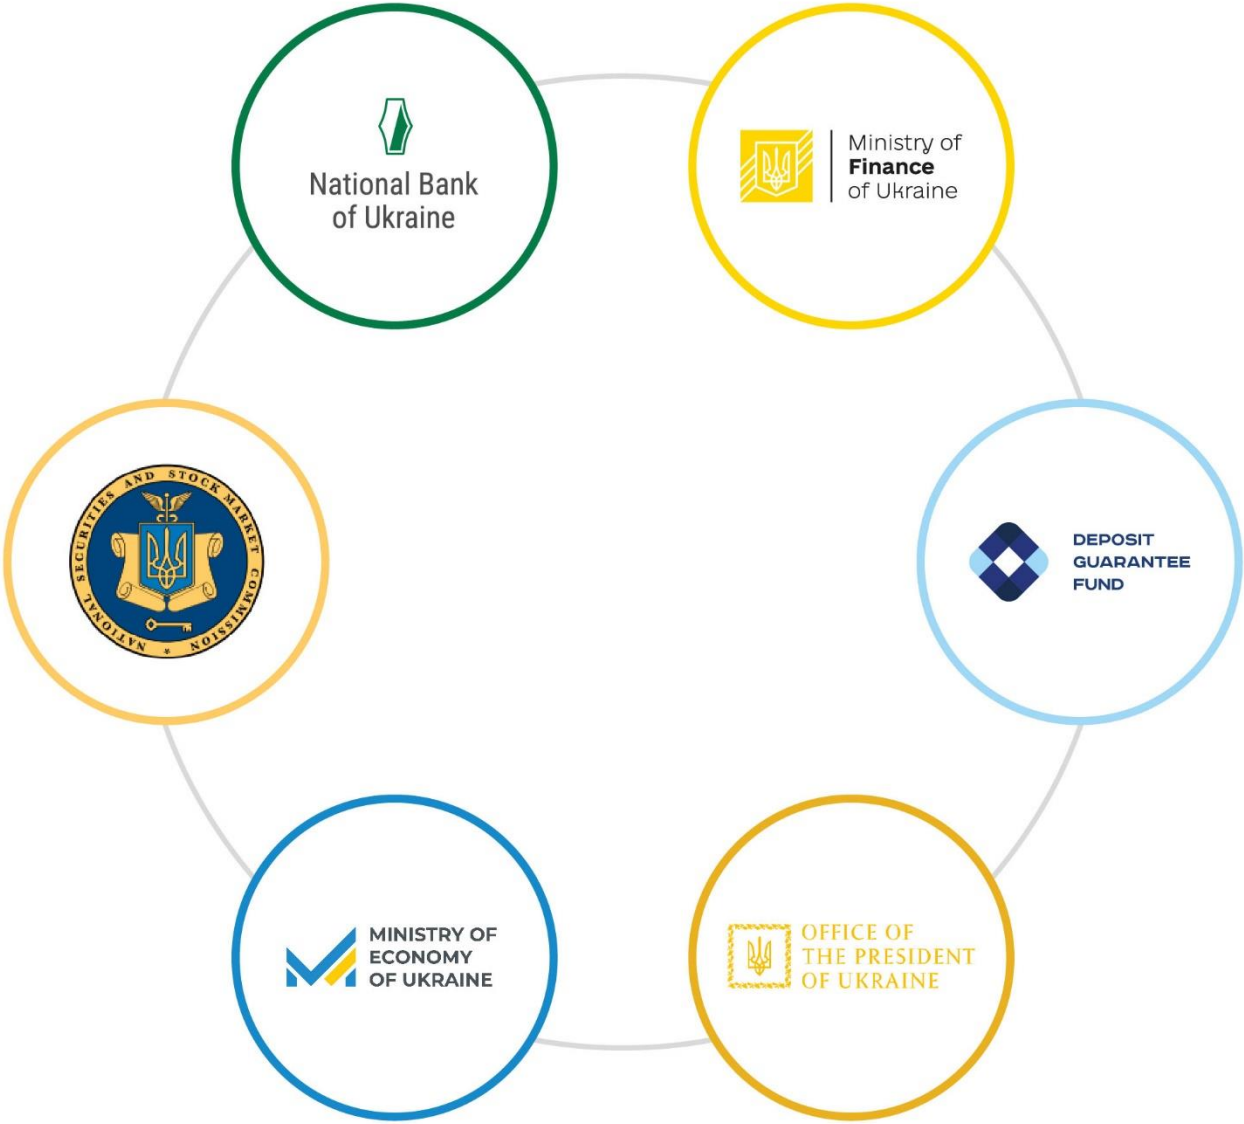 National Bank
of Ukraine
Ministry of
Finance
of Ukraine
NATIONAL SECURITIES AND STOCK MARKET COMMISSION
DEPOSIT
GUARANTEE
FUND
MINISTRY OF
ECONOMY
OF UKRAINE
OFFICE OF
THE PRESIDENT
OF UKRAINE